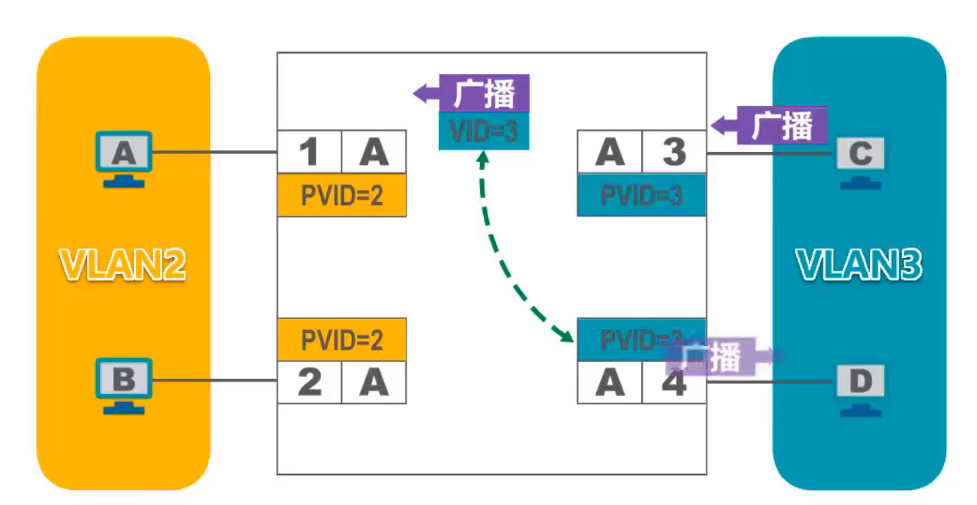 广播
VID=3
广播
A
1 A
A 3
C
PVID=2
PVID=3
VLAN2
VLAN3
PVID=2
PVID=3
广播
B
2 A
A 4
D